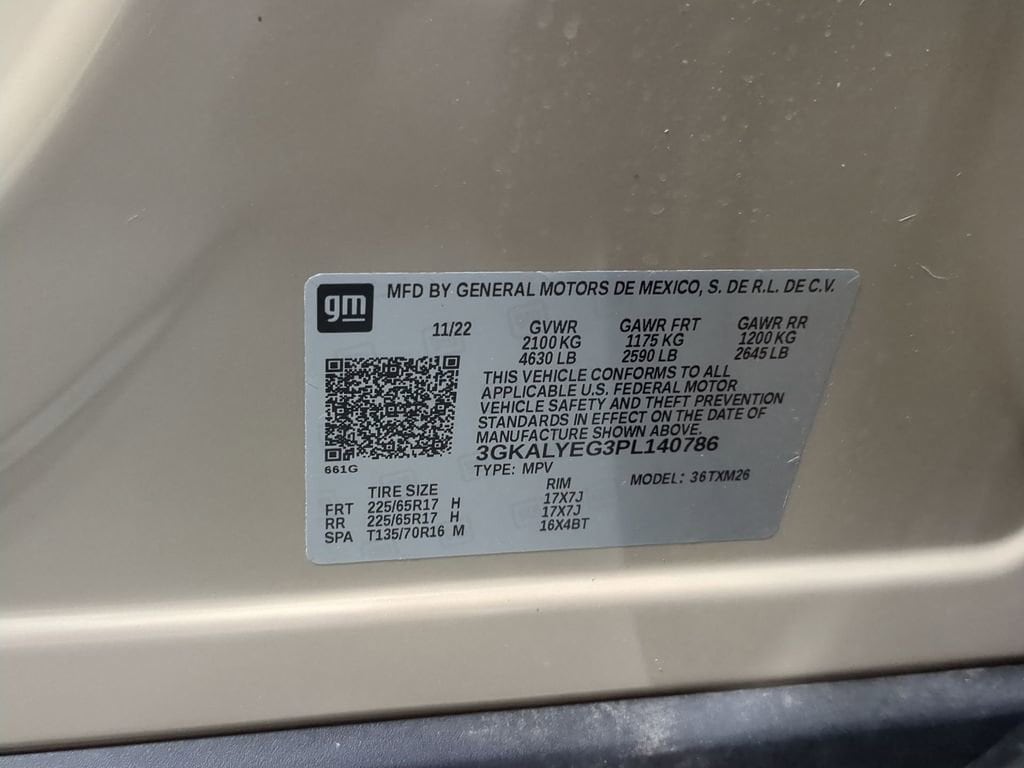 gm MFD BY GENERAL MOTORS DE MEXICO, S. DE R.L. DE C.V.
11/22 GVWR GAWR FRT GAWR RR
2100 KG 1175 KG 1200 KG
4630 LB 2590 LB 2645 LB
THIS VEHICLE CONFORMS TO ALL
APPLICABLE U.S. FEDERAL MOTOR
VEHICLE SAFETY AND THEFT PREVENTION
STANDARDS IN EFFECT ON THE DATE OF
MANUFACTURE SHOWN ABOVE.
3GKALYEG3PL140786
661G
TYPE: MPV MODEL: 36TXM26
TIRE SIZE RIM
FRT 225/65R17 H 17X7J
RR 225/65R17 H 17X7J
SPA T135/70R16 M 16X4BT